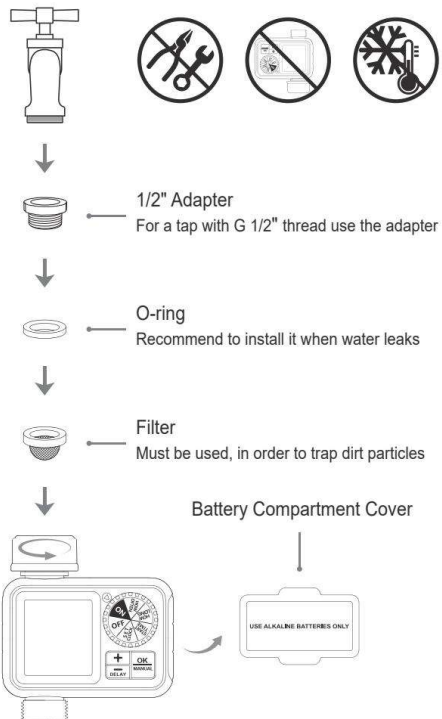 1/2" Adapter
For a tap with G 1/2" thread use the adapter
O-ring
Recommend to install it when water leaks
Filter
Must be used, in order to trap dirt particles
Battery Compartment Cover
USE ALKALINE BATTERIES ONLY
ON
OFF
+
−
DELAY
OK
MANUAL